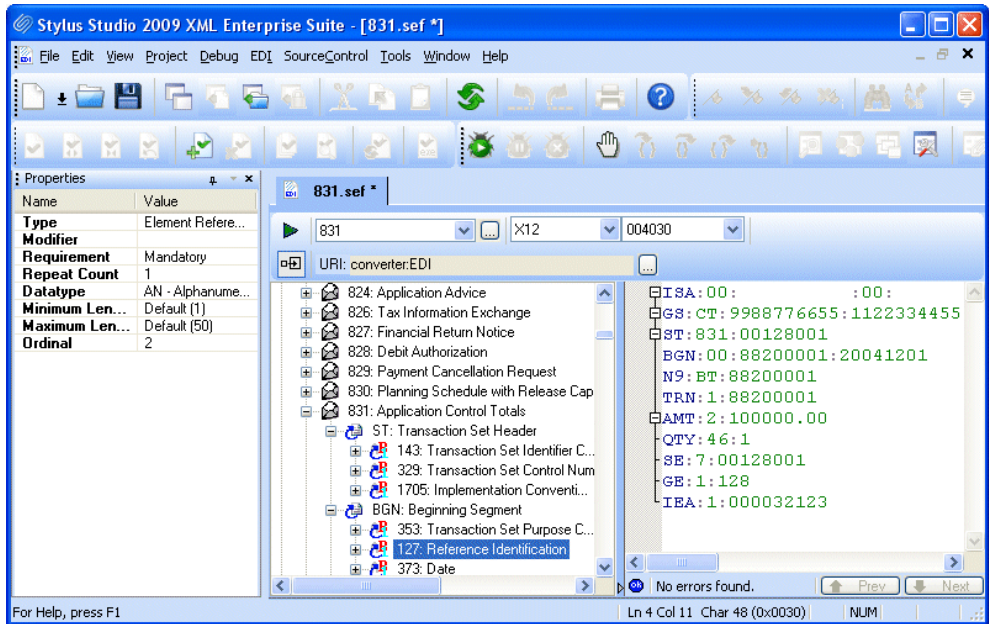 Stylus Studio 2009 XML Enterprise Suite - [831.sef *]
File Edit View Project Debug EDI SourceControl Tools Window Help
Properties
Name Value
Type Element Refere...
Modifier
Requirement Mandatory
Repeat Count 1
Datatype AN - Alphanume...
Minimum Len... Default (1)
Maximum Len... Default (50)
Ordinal 2
831.sef *
831 ... X12 004030
URI: converter:EDI ...
824: Application Advice
826: Tax Information Exchange
827: Financial Return Notice
828: Debit Authorization
829: Payment Cancellation Request
830: Planning Schedule with Release Cap
831: Application Control Totals
ST: Transaction Set Header
143: Transaction Set Identifier C...
329: Transaction Set Control Num
1705: Implementation Conventi...
BGN: Beginning Segment
353: Transaction Set Purpose C...
127: Reference Identification
373: Date
ISA:00: :00:
GS:CT:9988776655:1122334455
ST:831:00128001
BGN:00:88200001:20041201
N9:BT:88200001
TRN:1:88200001
AMT:2:100000.00
QTY:46:1
SE:7:00128001
GE:1:128
IEA:1:000032123
No errors found. Prev Next
For Help, press F1 Ln 4 Col 11 Char 48 (0x0030) NUM